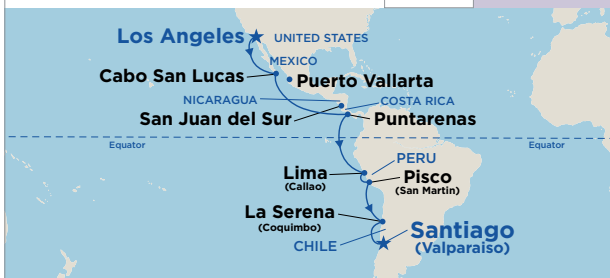 Los Angeles
UNITED STATES
MEXICO
Cabo San Lucas
Puerto Vallarta
NICARAGUA
COSTA RICA
San Juan del Sur
Puntarenas
Equator
Equator
PERU
Lima
(Callao)
Pisco
(San Martin)
La Serena
(Coquimbo)
Santiago
(Valparaiso)
CHILE